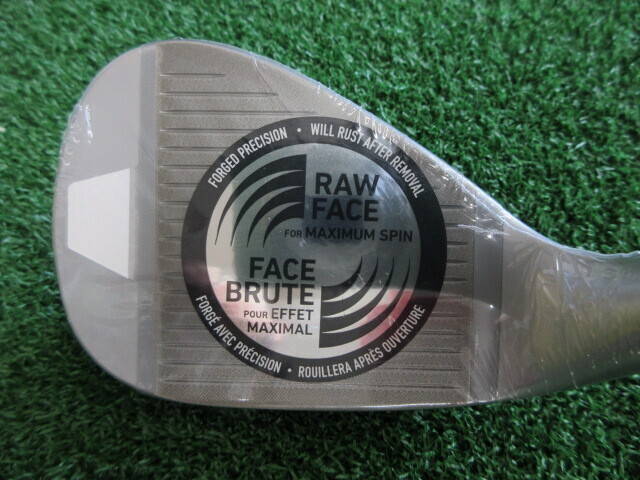 FORGED PRECISION • WILL RUST AFTER REMOVAL
RAW
FACE
FOR MAXIMUM SPIN
FACE
BRUTE
POUR EFFET
MAXIMAL
FORGÉ AVEC PRÉCISION • ROUILLERA APRÈS OUVERTURE